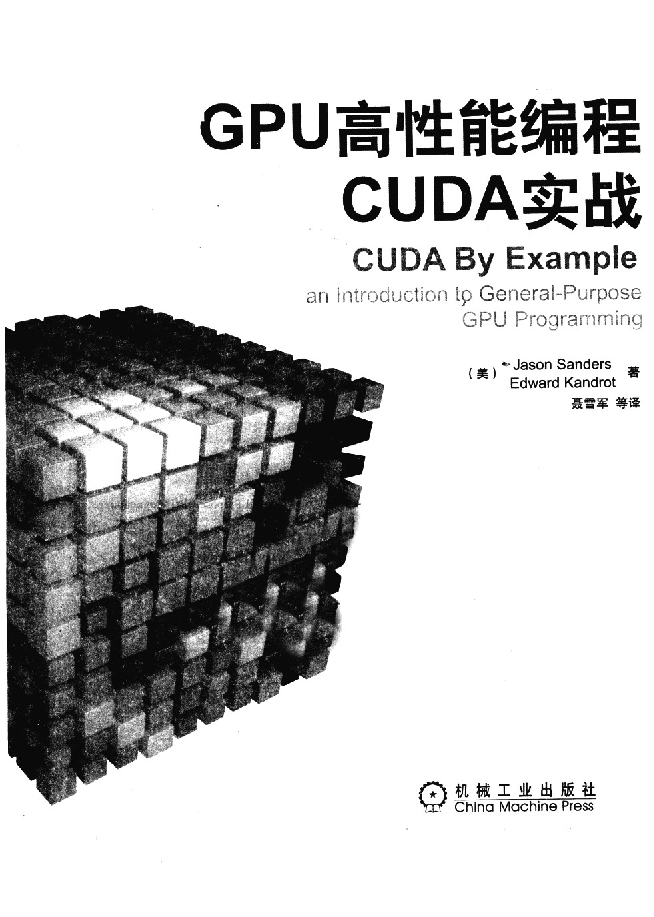 GPU高性能编程
CUDA实战
CUDA By Example
an Introduction to General-Purpose
GPU Programming
（美） Jason Sanders 著
Edward Kandrot
聂雪军 等译
机械工业出版社
China Machine Press